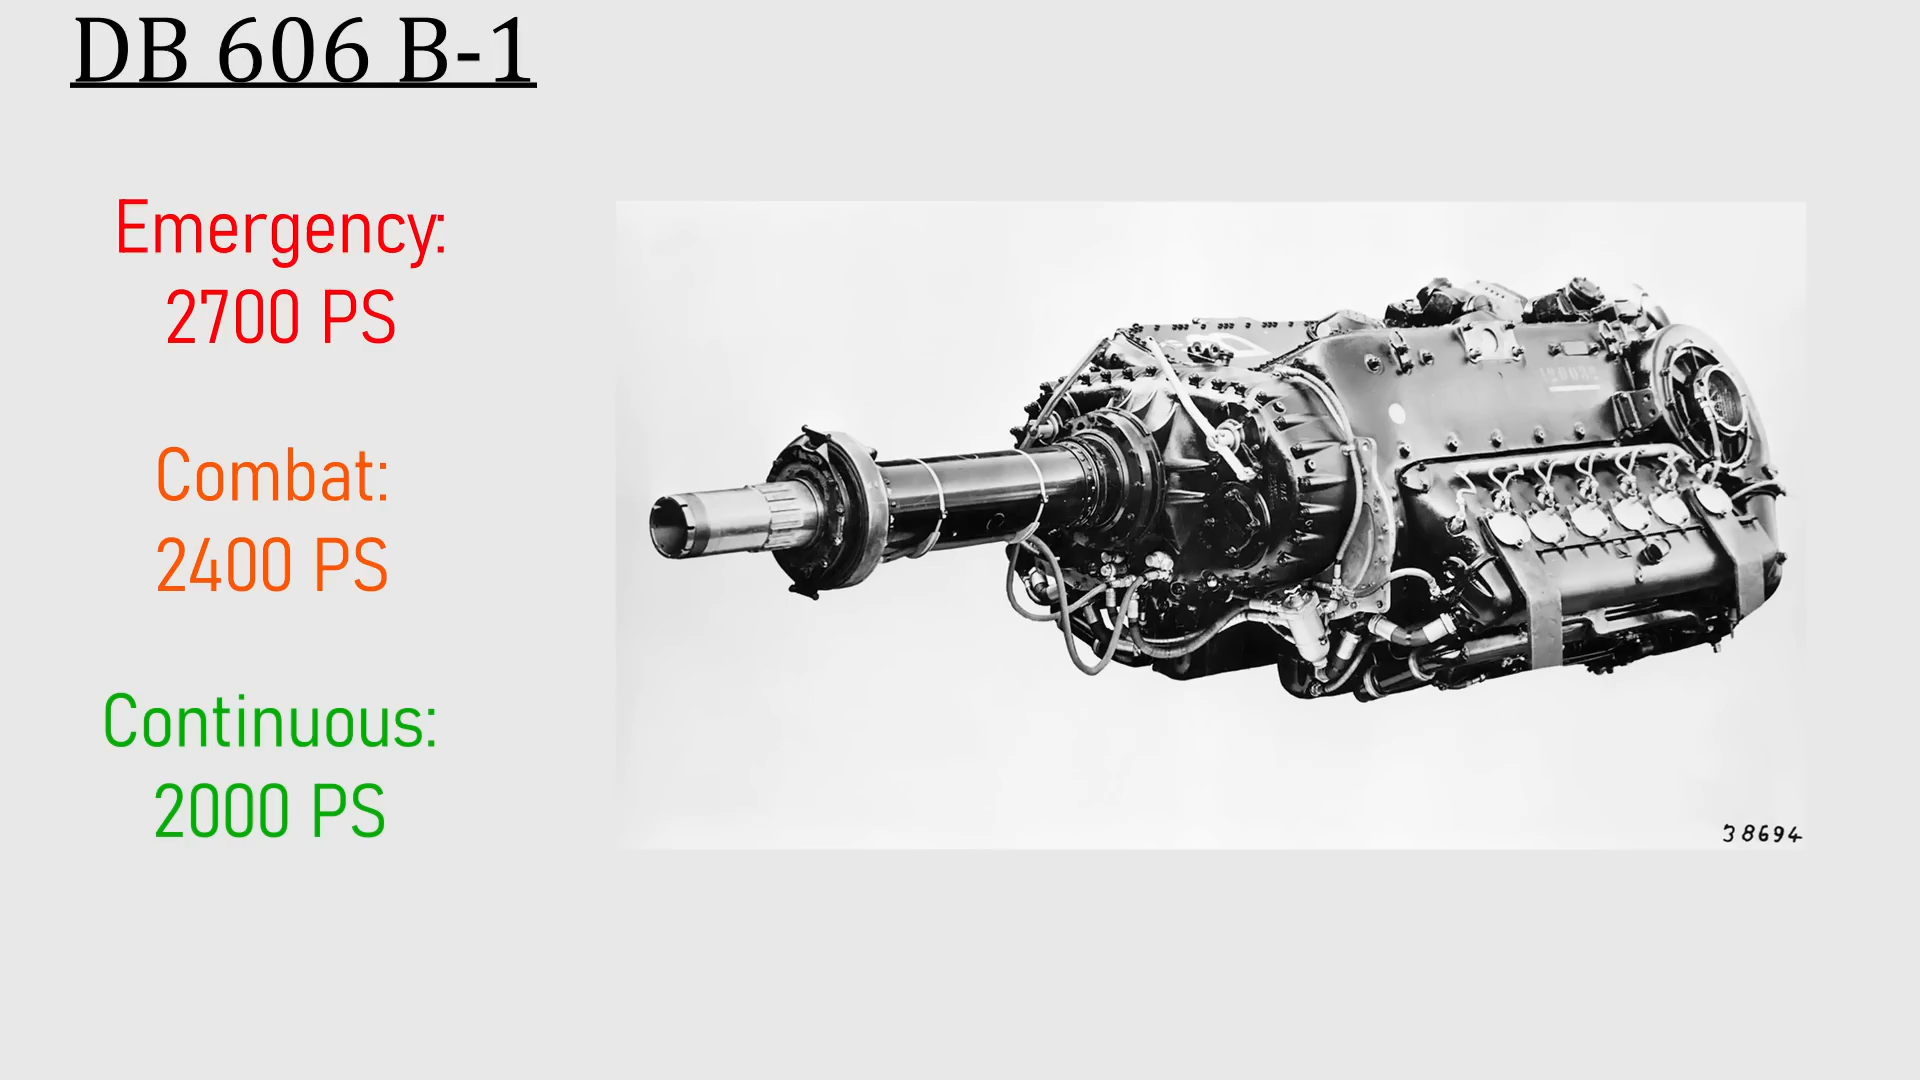 DB 606 B-1
Emergency:
2700 PS
Combat:
2400 PS
Continuous:
2000 PS
38694